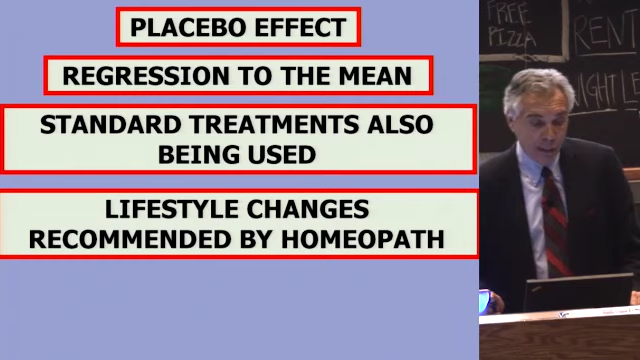 PLACEBO EFFECT
REGRESSION TO THE MEAN
STANDARD TREATMENTS ALSO
BEING USED
LIFESTYLE CHANGES
RECOMMENDED BY HOMEOPATH
FREE
PIZZA
RENT